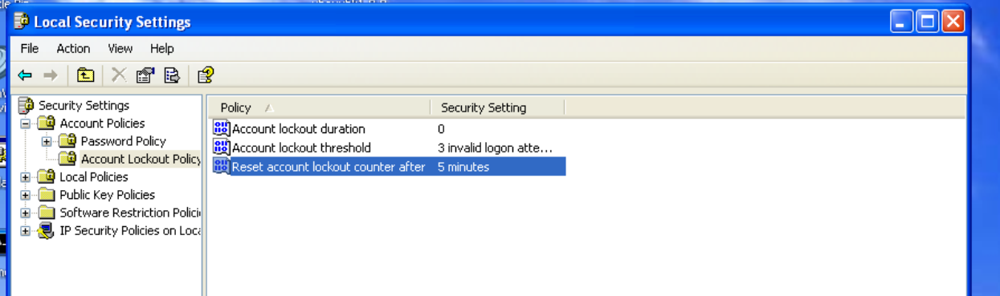 Local Security Settings
File Action View Help
Security Settings
Account Policies
Password Policy
Account Lockout Policy
Local Policies
Public Key Policies
Software Restriction Polici
IP Security Policies on Loca
Policy Security Setting
Account lockout duration 0
Account lockout threshold 3 invalid logon atte...
Reset account lockout counter after 5 minutes